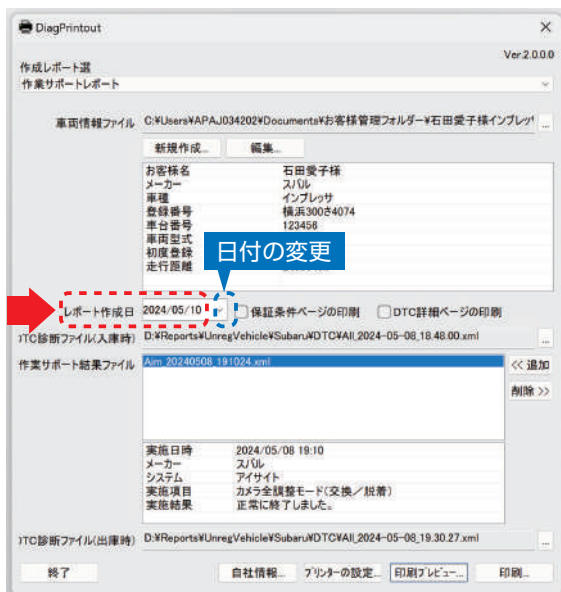 DiagPrintout
Ver.2.0.0.0
作成レポート選
作業サポートレポート
車両情報ファイル C:¥Users¥APAJ034202¥Documents¥お客様管理フォルダー¥石田愛子様インプレッ ...
新規作成... 編集...
お客様名 石田愛子様
メーカー スバル
車種 インプレッサ
登録番号 横浜300さ4074
車台番号 123456
車両型式
初度登録
走行距離
日付の変更
レポート作成日 2024/05/10 保証条件ページの印刷 DTC詳細ページの印刷
DTC診断ファイル(入庫時) D:¥Reports¥UnregVehicle¥Subaru¥DTC¥All_2024-05-08_18.48.00.xml ...
作業サポート結果ファイル Aim_20240508_191024.xml << 追加
削除 >>
実施日時 2024/05/08 19:10
メーカー スバル
システム アイサイト
実施項目 カメラ全調整モード(交換／脱着)
実施結果 正常に終了しました。
DTC診断ファイル(出庫時) D:¥Reports¥UnregVehicle¥Subaru¥DTC¥All_2024-05-08_19.30.27.xml ...
終了 自社情報... プリンターの設定... 印刷プレビュー... 印刷...